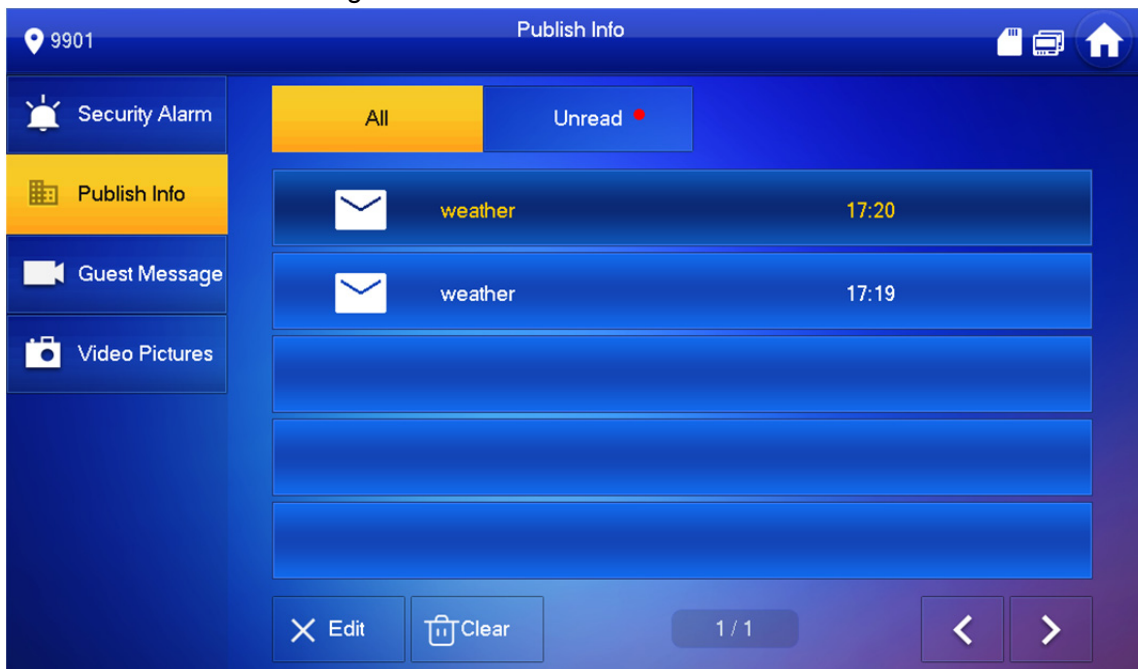 9901
Publish Info
Security Alarm
Publish Info
Guest Message
Video Pictures
All
Unread
weather 17:20
weather 17:19
Edit
Clear
1 / 1